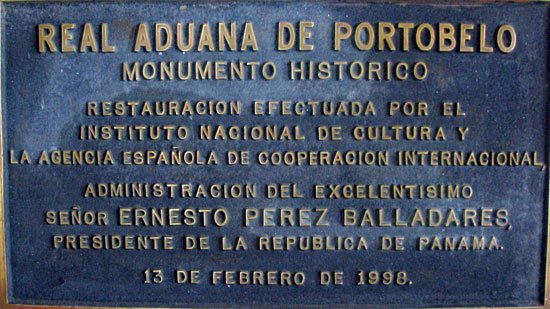 REAL ADUANA DE PORTOBELO
MONUMENTO HISTORICO
RESTAURACION EFECTUADA POR EL
INSTITUTO NACIONAL DE CULTURA Y
LA AGENCIA ESPAÑOLA DE COOPERACION INTERNACIONAL,
ADMINISTRACION DEL EXCELENTISIMO
SEÑOR ERNESTO PEREZ BALLADARES,
PRESIDENTE DE LA REPUBLICA DE PANAMA.
13 DE FEBRERO DE 1998.